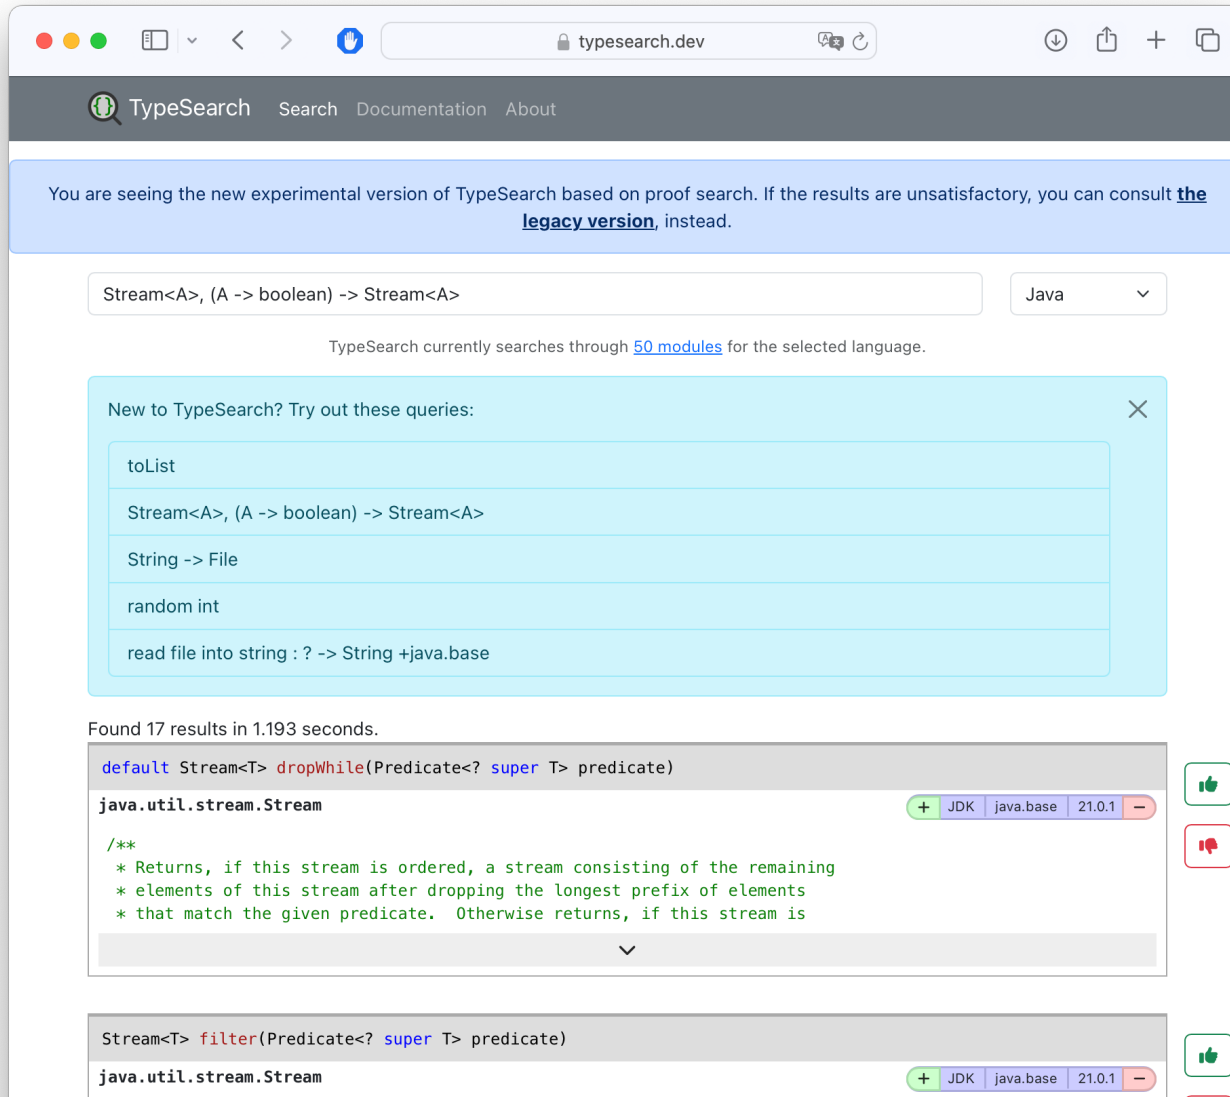 typesearch.dev
TypeSearch Search Documentation About
You are seeing the new experimental version of TypeSearch based on proof search. If the results are unsatisfactory, you can consult the
legacy version, instead.
Stream<A>, (A -> boolean) -> Stream<A>
Java
TypeSearch currently searches through 50 modules for the selected language.
New to TypeSearch? Try out these queries:
toList
Stream<A>, (A -> boolean) -> Stream<A>
String -> File
random int
read file into string : ? -> String +java.base
Found 17 results in 1.193 seconds.
default Stream<T> dropWhile(Predicate<? super T> predicate)
java.util.stream.Stream
+ JDK java.base 21.0.1 −
/**
* Returns, if this stream is ordered, a stream consisting of the remaining
* elements of this stream after dropping the longest prefix of elements
* that match the given predicate.  Otherwise returns, if this stream is
Stream<T> filter(Predicate<? super T> predicate)
java.util.stream.Stream
+ JDK java.base 21.0.1 −